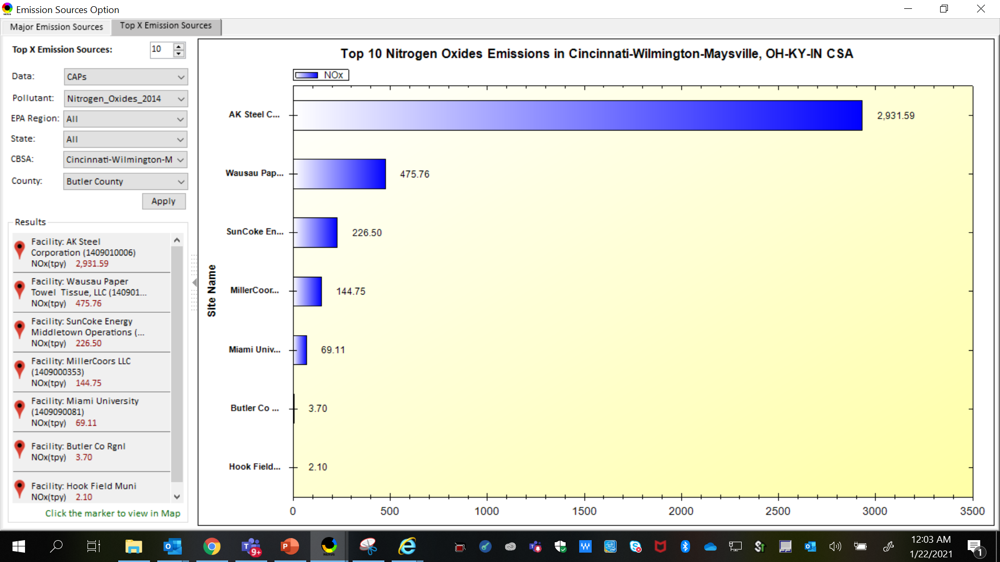 Emission Sources Option
Major Emission Sources
Top X Emission Sources
Top X Emission Sources:
10
Data:
CAPs
Pollutant:
Nitrogen_Oxides_2014
EPA Region:
All
State:
All
CBSA:
Cincinnati-Wilmington-M
County:
Butler County
Apply
Results
Facility: AK Steel
Corporation (1409010006)
NOx(tpy) 2,931.59
Facility: Wausau Paper
Towel Tissue, LLC (140901...
NOx(tpy) 475.76
Facility: SunCoke Energy
Middletown Operations (...
NOx(tpy) 226.50
Facility: MillerCoors LLC
(1409000353)
NOx(tpy) 144.75
Facility: Miami University
(1409090081)
NOx(tpy) 69.11
Facility: Butler Co Rgnl
NOx(tpy) 3.70
Facility: Hook Field Muni
NOx(tpy) 2.10
Click the marker to view in Map
Top 10 Nitrogen Oxides Emissions in Cincinnati-Wilmington-Maysville, OH-KY-IN CSA
NOx
Site Name
AK Steel C...
2,931.59
Wausau Pap...
475.76
SunCoke En...
226.50
MillerCoor...
144.75
Miami Univ...
69.11
Butler Co ...
3.70
Hook Field...
2.10
0 500 1000 1500 2000 2500 3000 3500
9+
NEXUS
12:03 AM
1/22/2021
1